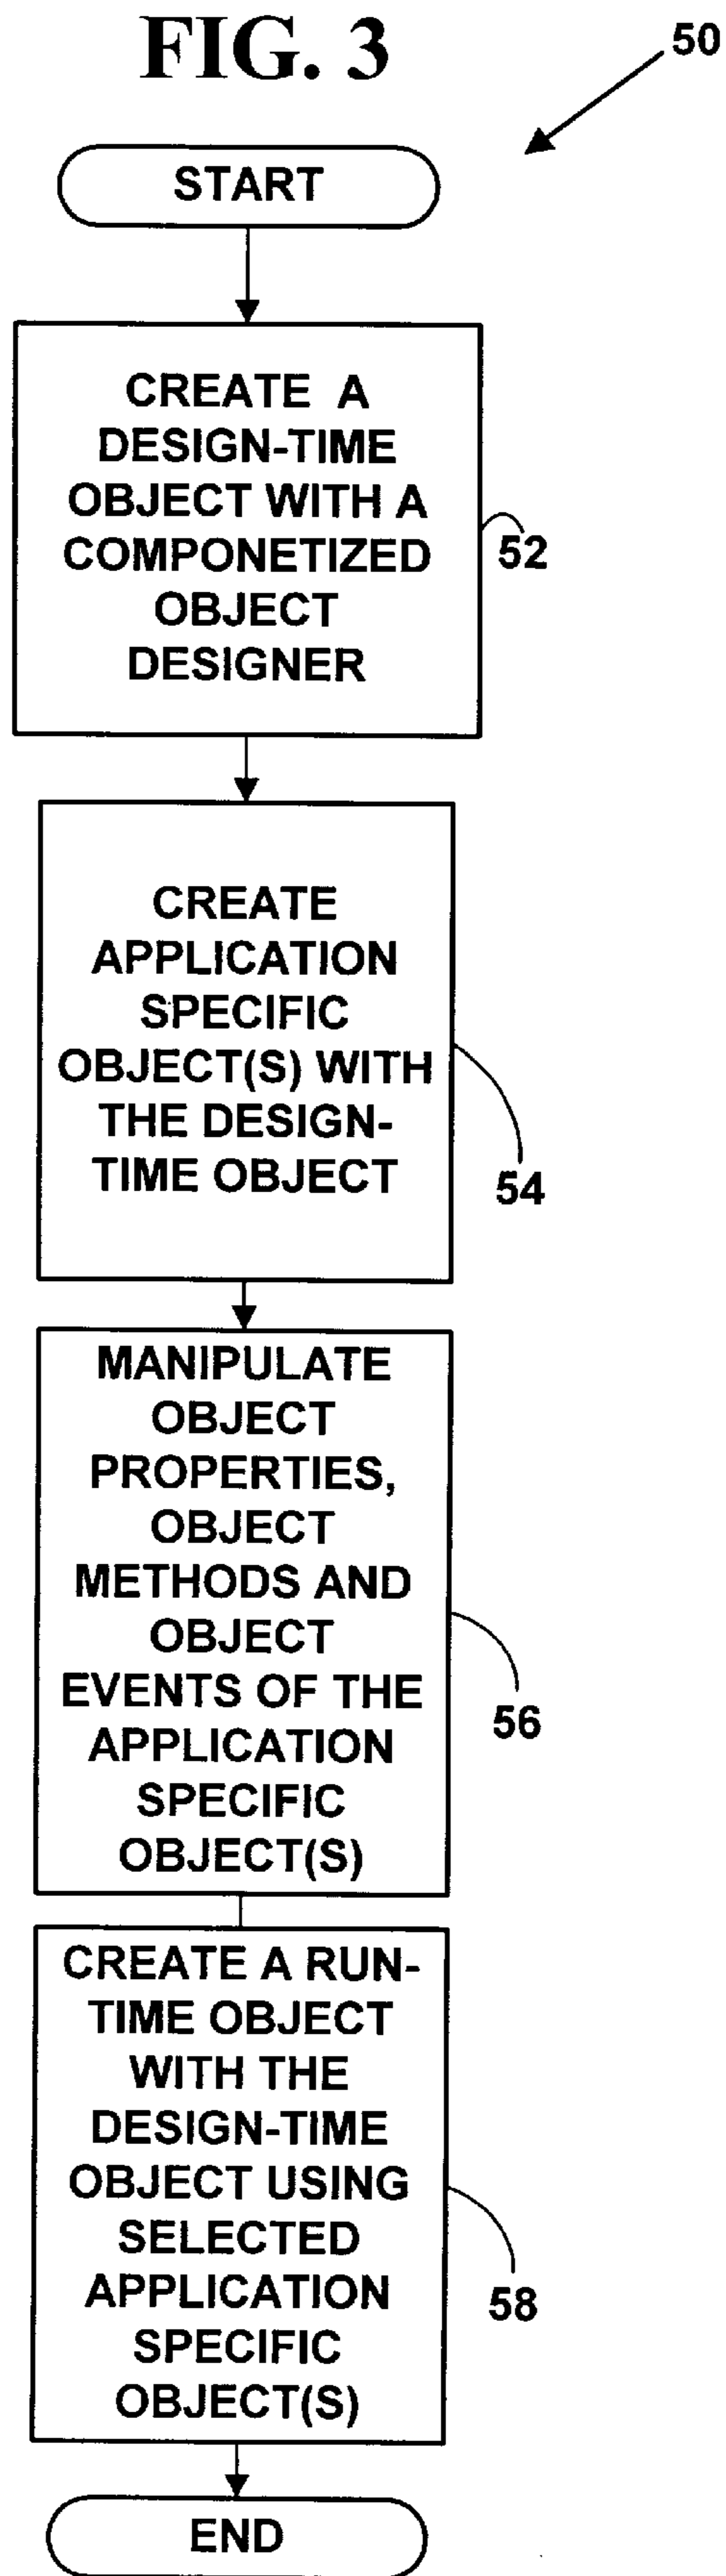 FIG. 3
50
START
CREATE A
DESIGN-TIME
OBJECT WITH A
COMPONETIZED
OBJECT
DESIGNER
52
CREATE
APPLICATION
SPECIFIC
OBJECT(S) WITH
THE DESIGN-
TIME OBJECT
54
MANIPULATE
OBJECT
PROPERTIES,
OBJECT
METHODS AND
OBJECT
EVENTS OF THE
APPLICATION
SPECIFIC
OBJECT(S)
56
CREATE A RUN-
TIME OBJECT
WITH THE
DESIGN-TIME
OBJECT USING
SELECTED
APPLICATION
SPECIFIC
OBJECT(S)
58
END